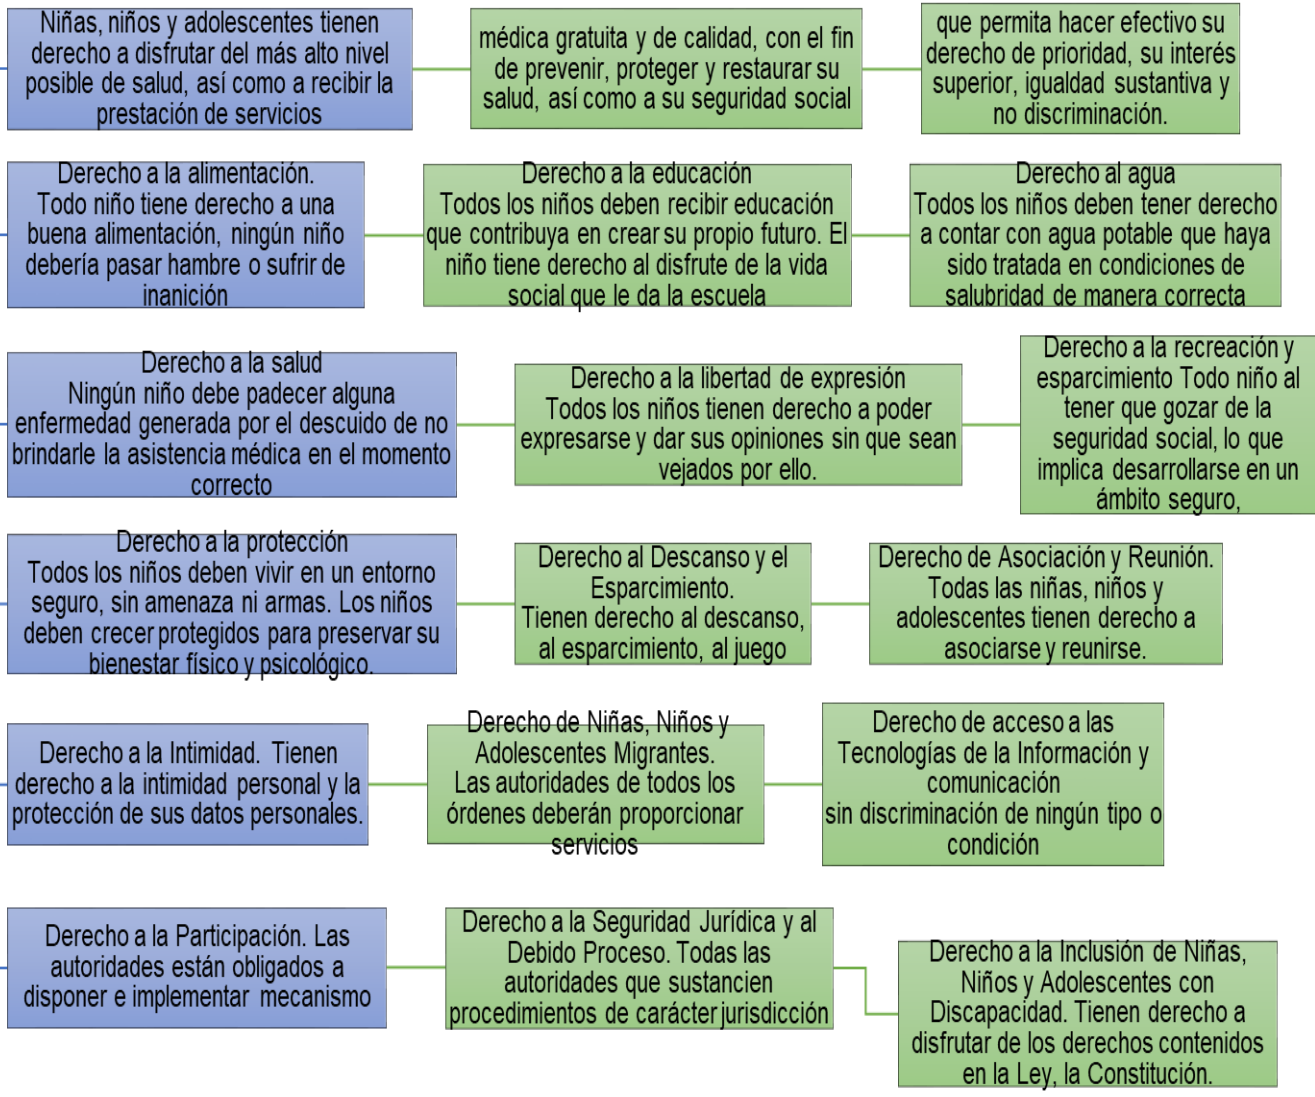 Niñas, niños y adolescentes tienen
derecho a disfrutar del más alto nivel
posible de salud, así como a recibir la
prestación de servicios
médica gratuita y de calidad, con el fin
de prevenir, proteger y restaurar su
salud, así como a su seguridad social
que permita hacer efectivo su
derecho de prioridad, su interés
superior, igualdad sustantiva y
no discriminación.
Derecho a la alimentación.
Todo niño tiene derecho a una
buena alimentación, ningún niño
debería pasar hambre o sufrir de
inanición
Derecho a la educación
Todos los niños deben recibir educación
que contribuya en crear su propio futuro. El
niño tiene derecho al disfrute de la vida
social que le da la escuela
Derecho al agua
Todos los niños deben tener derecho
a contar con agua potable que haya
sido tratada en condiciones de
salubridad de manera correcta
Derecho a la salud
Ningún niño debe padecer alguna
enfermedad generada por el descuido de no
brindarle la asistencia médica en el momento
correcto
Derecho a la libertad de expresión
Todos los niños tienen derecho a poder
expresarse y dar sus opiniones sin que sean
vejados por ello.
Derecho a la recreación y
esparcimiento Todo niño al
tener que gozar de la
seguridad social, lo que
implica desarrollarse en un
ámbito seguro,
Derecho a la protección
Todos los niños deben vivir en un entorno
seguro, sin amenaza ni armas. Los niños
deben crecer protegidos para preservar su
bienestar físico y psicológico.
Derecho al Descanso y el
Esparcimiento.
Tienen derecho al descanso,
al esparcimiento, al juego
Derecho de Asociación y Reunión.
Todas las niñas, niños y
adolescentes tienen derecho a
asociarse y reunirse.
Derecho a la Intimidad. Tienen
derecho a la intimidad personal y la
protección de sus datos personales.
Derecho de Niñas, Niños y
Adolescentes Migrantes.
Las autoridades de todos los
órdenes deberán proporcionar
servicios
Derecho de acceso a las
Tecnologías de la Información y
comunicación
sin discriminación de ningún tipo o
condición
Derecho a la Participación. Las
autoridades están obligados a
disponer e implementar mecanismo
Derecho a la Seguridad Jurídica y al
Debido Proceso. Todas las
autoridades que sustancien
procedimientos de carácter jurisdicción
Derecho a la Inclusión de Niñas,
Niños y Adolescentes con
Discapacidad. Tienen derecho a
disfrutar de los derechos contenidos
en la Ley, la Constitución.